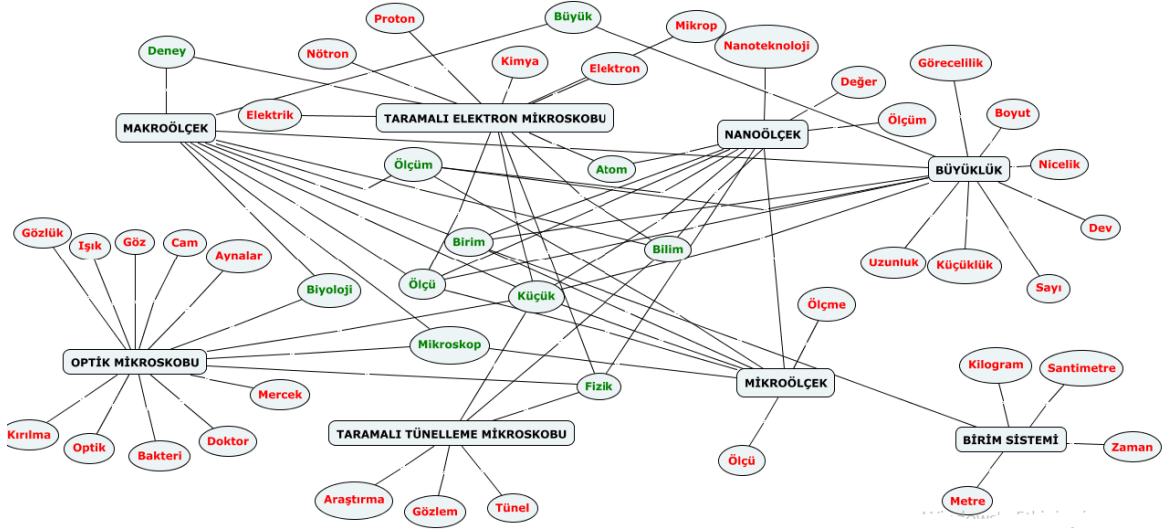 Proton
Büyük
Mikrop
Deney
Nötron
Kimya
Elektron
Nanoteknoloji
Görecelilik
Değer
Elektrik
TARAMALI ELEKTRON MİKROSKOBU
MAKROÖLÇEK
NANOÖLÇEK
Ölçüm
Boyut
Ölçüm
Atom
BÜYÜKLÜK
Nicelik
Gözlük
Işık
Göz
Cam
Aynalar
Birim
Bilim
Dev
Uzunluk
Küçüklük
Sayı
Biyoloji
Ölçü
Küçük
Ölçme
OPTİK MİKROSKOBU
Mikroskop
Fizik
MİKROÖLÇEK
Kilogram
Santimetre
Mercek
Kırılma
Optik
Bakteri
Doktor
TARAMALI TÜNELLEME MİKROSKOBU
BİRİM SİSTEMİ
Zaman
Ölçü
Araştırma
Gözlem
Tünel
Metre